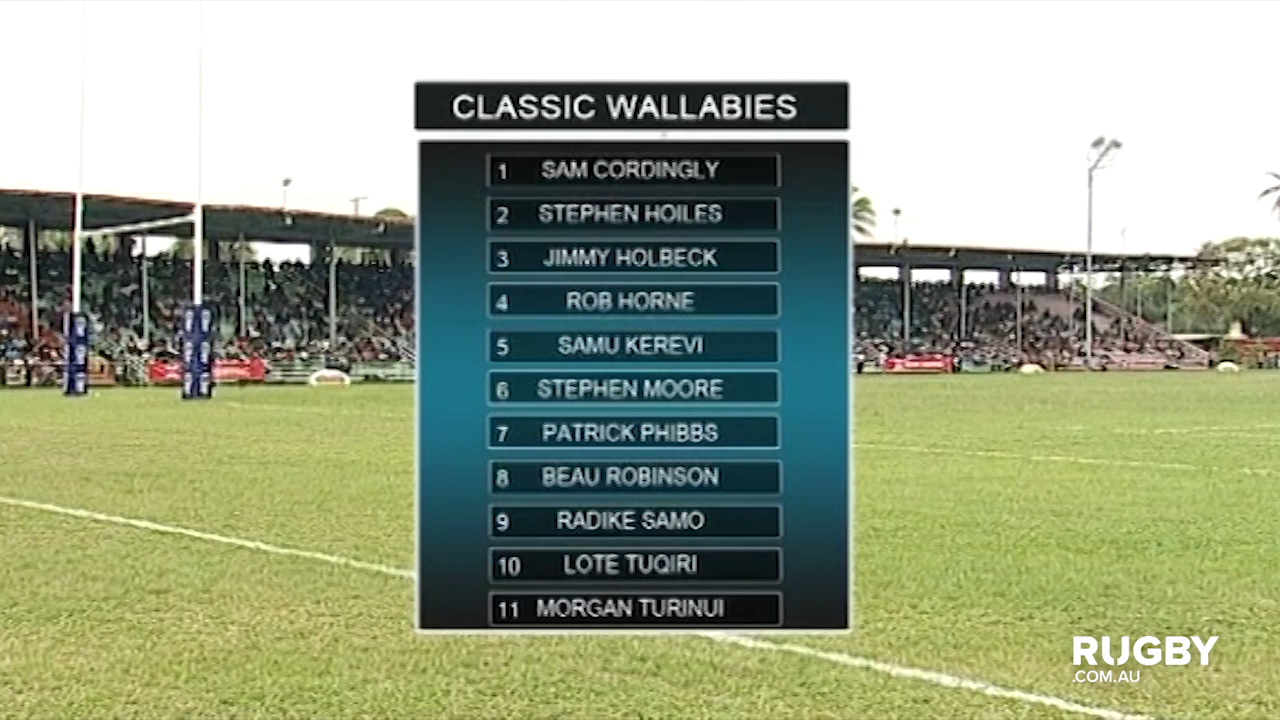 CLASSIC WALLABIES
1 SAM CORDINGLY
2 STEPHEN HOILES
3 JIMMY HOLBECK
4 ROB HORNE
5 SAMU KEREVI
6 STEPHEN MOORE
7 PATRICK PHIBBS
8 BEAU ROBINSON
9 RADIKE SAMO
10 LOTE TUQIRI
11 MORGAN TURINUI
RUGBY
.COM.AU